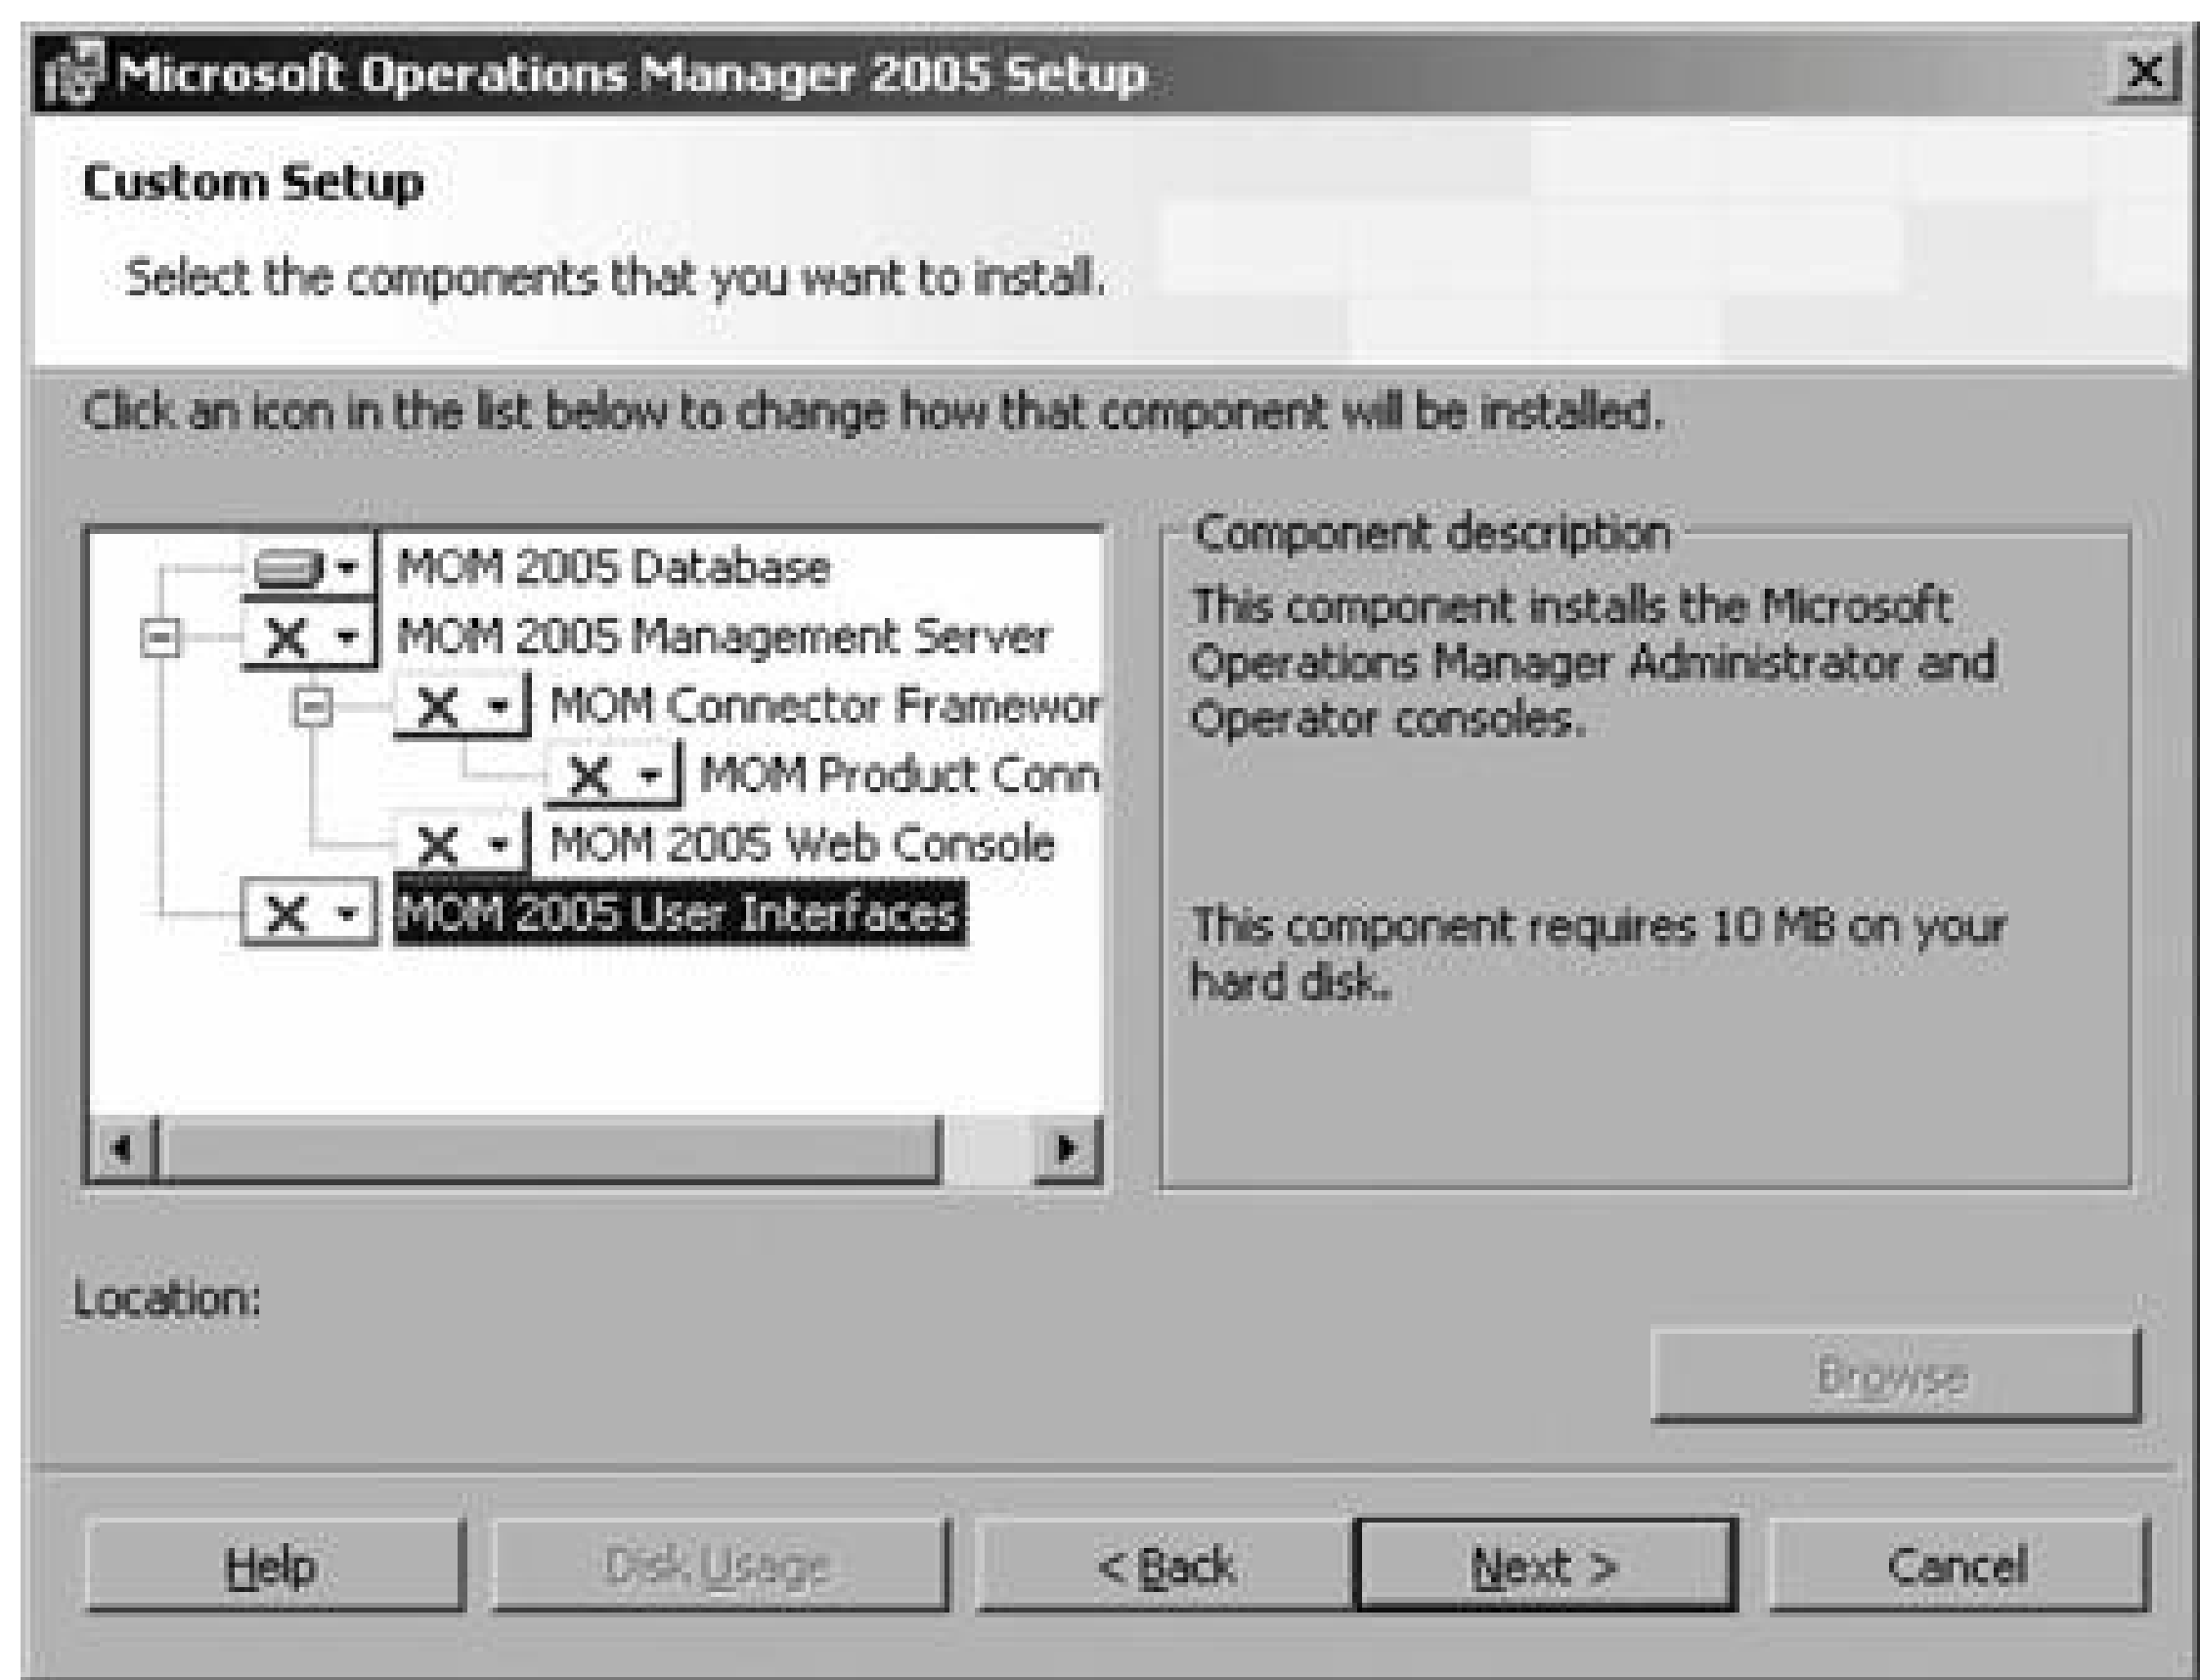 Microsoft Operations Manager 2005 Setup
Custom Setup
Select the components that you want to install.
Click an icon in the list below to change how that component will be installed.
MOM 2005 Database
MOM 2005 Management Server
MOM Connector Framewor
MOM Product Conn
MOM 2005 Web Console
MOM 2005 User Interfaces
Component description
This component installs the Microsoft
Operations Manager Administrator and
Operator consoles.
This component requires 10 MB on your
hard disk.
Location:
Browse
Help
Disk Usage
< Back
Next >
Cancel